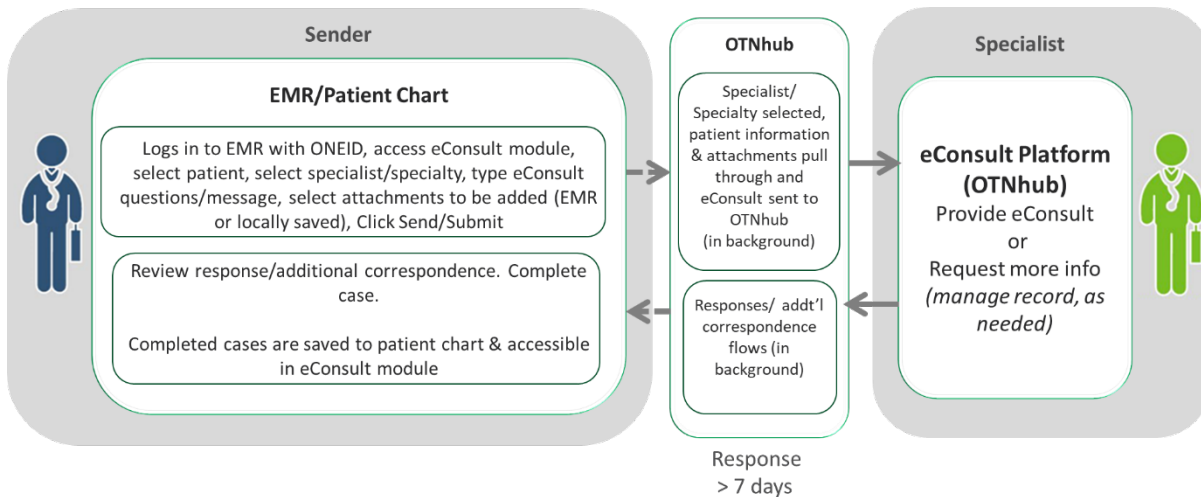 Sender
EMR/Patient Chart
Logs in to EMR with ONEID, access eConsult module,
select patient, select specialist/specialty, type eConsult
questions/message, select attachments to be added (EMR
or locally saved), Click Send/Submit
Review response/additional correspondence. Complete
case.
Completed cases are saved to patient chart & accessible
in eConsult module
OTNhub
Specialist/
Specialty selected,
patient information
& attachments pull
through and
eConsult sent to
OTNhub
(in background)
Responses/ addt’l
correspondence
flows (in
background)
Response
> 7 days
Specialist
eConsult Platform
(OTNhub)
Provide eConsult
or
Request more info
(manage record, as
needed)